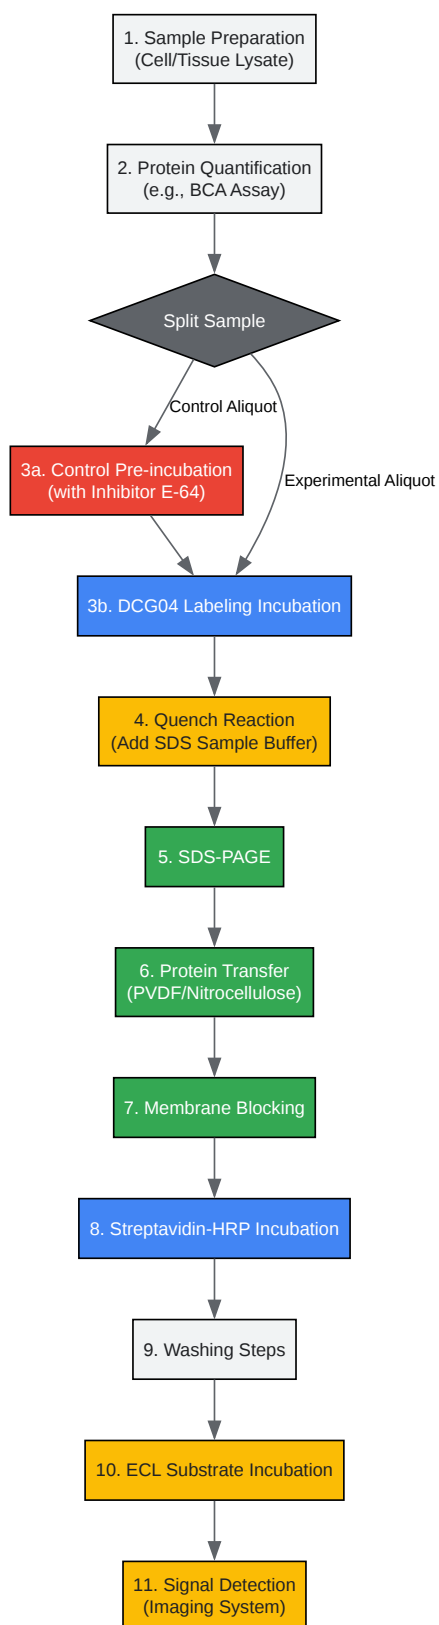 1. Sample Preparation
(Cell/Tissue Lysate)
2. Protein Quantification
(e.g., BCA Assay)
Split Sample
Control Aliquot
3a. Control Pre-incubation
(with Inhibitor E-64)
Experimental Aliquot
3b. DCG04 Labeling Incubation
4. Quench Reaction
(Add SDS Sample Buffer)
5. SDS-PAGE
6. Protein Transfer
(PVDF/Nitrocellulose)
7. Membrane Blocking
8. Streptavidin-HRP Incubation
9. Washing Steps
10. ECL Substrate Incubation
11. Signal Detection
(Imaging System)